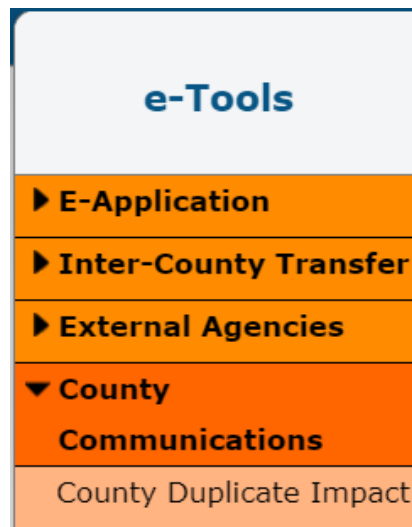 e-Tools
E-Application
Inter-County Transfer
External Agencies
County
Communications
County Duplicate Impact